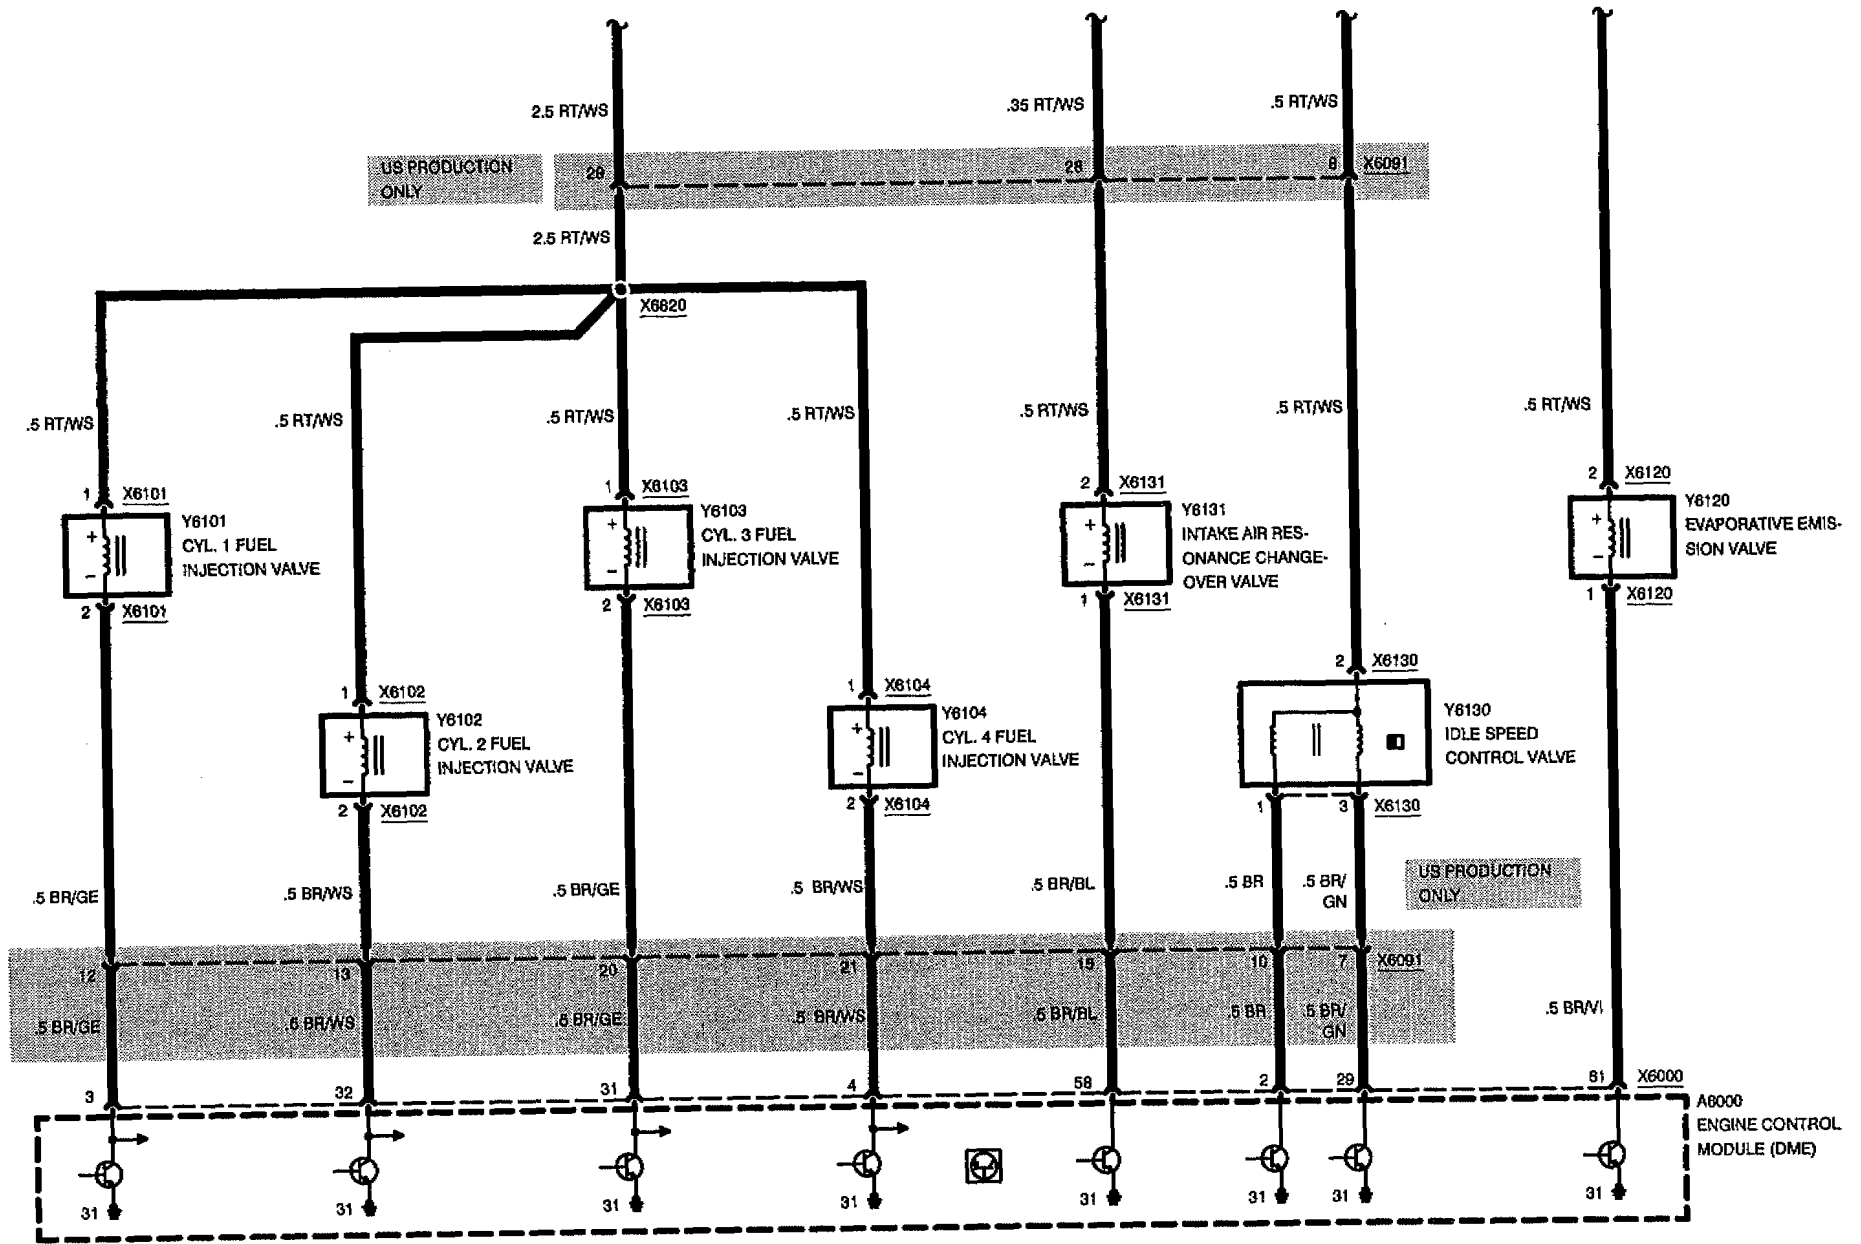 2.5 RT/WS
.35 RT/WS
.5 RT/WS
US PRODUCTION
ONLY
28
8
X6091
2.5 RT/WS
X6820
.5 RT/WS
.5 RT/WS
.5 RT/WS
.5 RT/WS
.5 RT/WS
.5 RT/WS
.5 RT/WS
1
X6101
Y6101
CYL. 1 FUEL
INJECTION VALVE
+
–
2
X6101
1
X6103
Y6103
CYL. 3 FUEL
INJECTION VALVE
+
–
2
X6103
2
X6131
Y6131
INTAKE AIR RES-
ONANCE CHANGE-
OVER VALVE
+
–
1
X6131
2
X6120
Y6120
EVAPORATIVE EMIS-
SION VALVE
+
–
1
X6120
1
X6102
Y6102
CYL. 2 FUEL
INJECTION VALVE
+
–
2
X6102
1
X6104
Y6104
CYL. 4 FUEL
INJECTION VALVE
+
–
2
X6104
2
X6130
Y6130
IDLE SPEED
CONTROL VALVE
1
3
X6130
.5 BR/GE
.5 BR/WS
.5 BR/GE
.5 BR/WS
.5 BR/BL
.5 BR
.5 BR/
GN
US PRODUCTION
ONLY
12
13
20
21
15
10
7
X6091
.5 BR/GE
.5 BR/WS
.5 BR/GE
.5 BR/WS
.5 BR/BL
.5 BR
.5 BR/
GN
.5 BR/VI
3
32
31
4
58
2
29
61
X6000
A6000
ENGINE CONTROL
MODULE (DME)
31
31
31
31
31
31
31
31